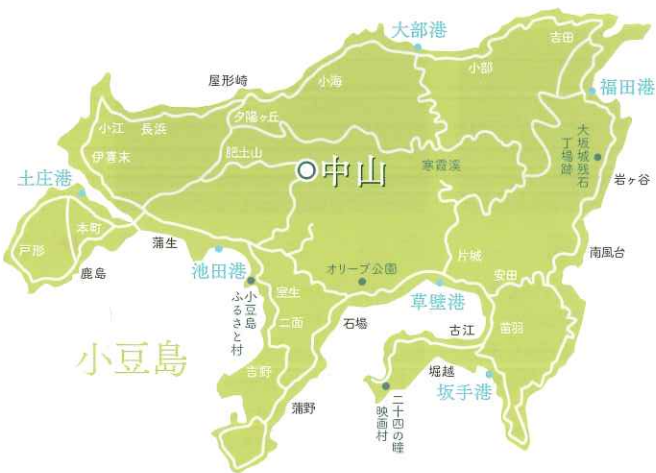 大部港
吉田
小部
福田港
屋形崎
小海
夕陽ヶ丘
小江
長浜
伊喜末
肥土山
中山
寒霞渓
大坂城残石
丁場跡
岩ヶ谷
土庄港
本町
戸形
鹿島
蒲生
池田港
オリーブ公園
片城
安田
南風台
草壁港
小豆島
ふるさと村
室生
二面
石場
古江
苗羽
小豆島
吉野
蒲野
堀越
坂手港
二十四の瞳
映画村